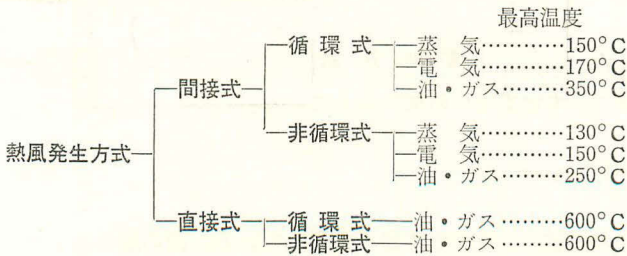 最高温度
循環式 蒸気…………150°C
電気…………170°C
間接式 油・ガス………350°C
非循環式 蒸気…………130°C
熱風発生方式 電気…………150°C
油・ガス………250°C
直接式 循環式 油・ガス………600°C
非循環式 油・ガス………600°C